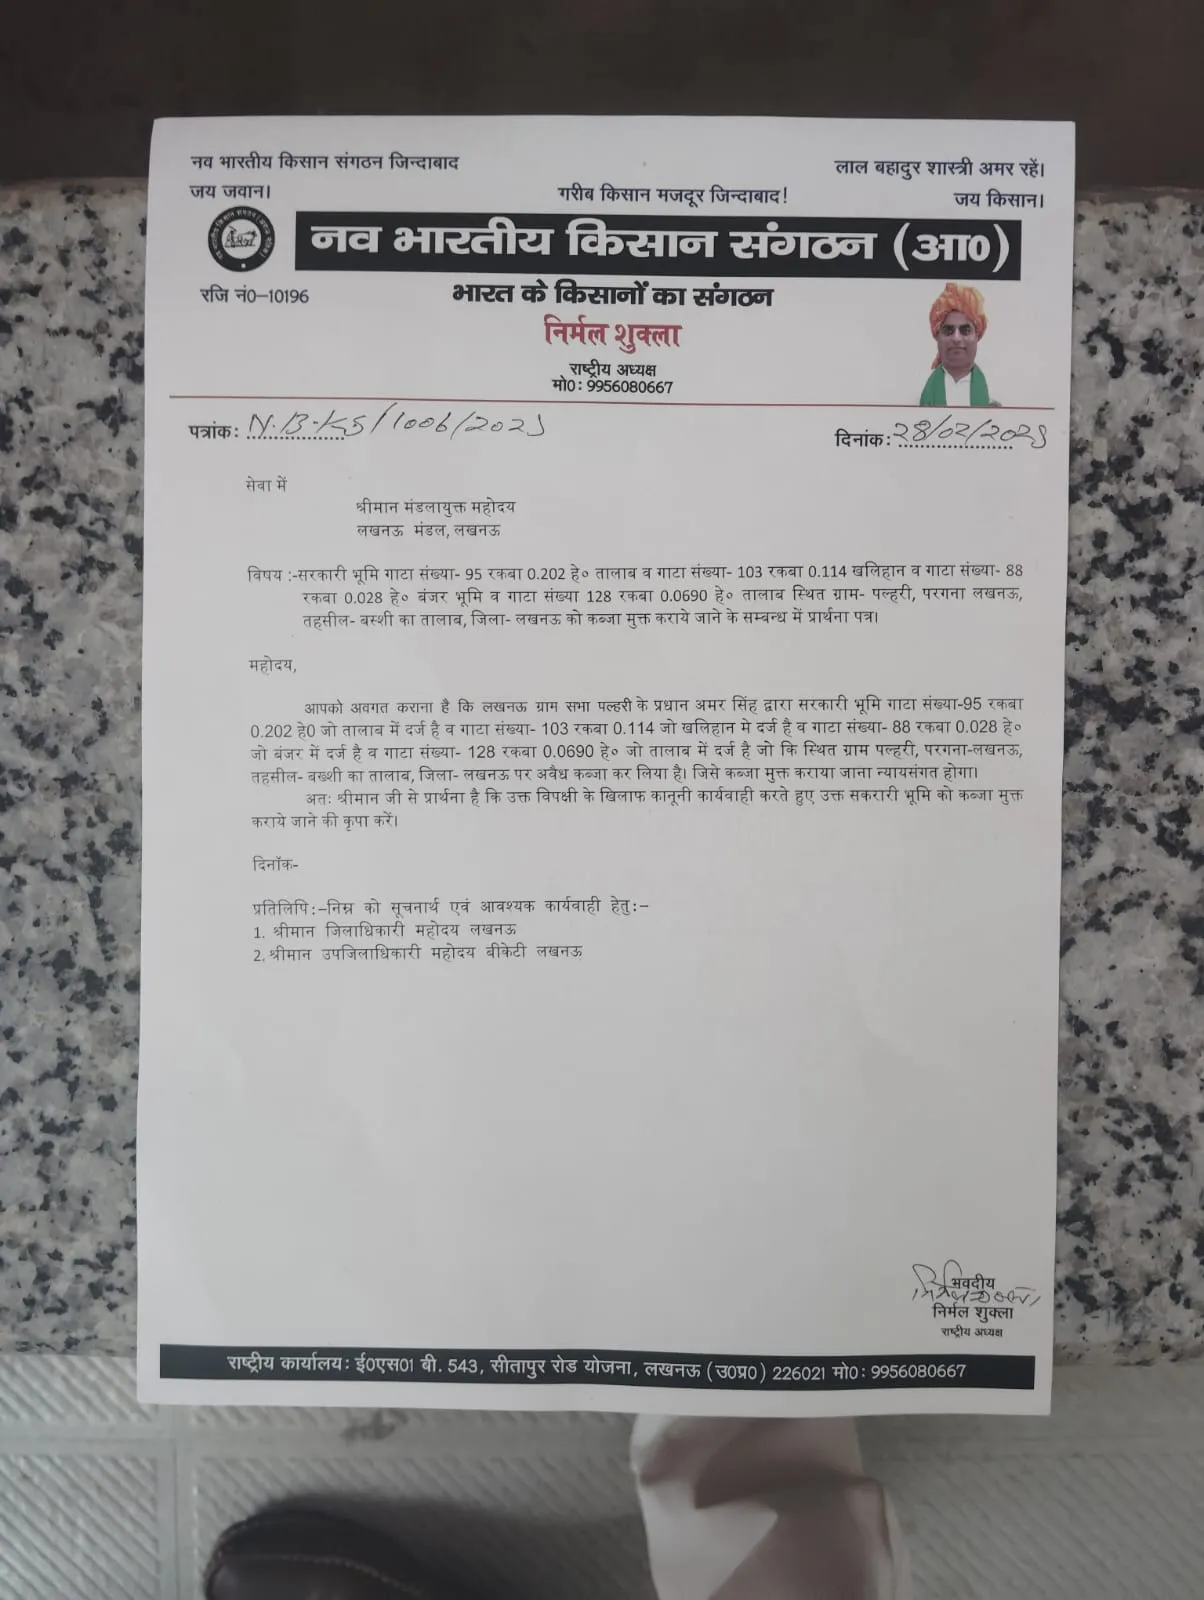 नव भारतीय किसान संगठन जिन्दाबाद
लाल बहादुर शास्त्री अमर रहें।
जय जवान।
गरीब किसान मजदूर जिन्दाबाद!
जय किसान।
नव भारतीय किसान संगठन (आ०)
रजि नं0-10196
भारत के किसानों का संगठन
निर्मल शुक्ला
राष्ट्रीय अध्यक्ष
मो0: 9956080667
पत्रांक: N.B.KS/1006/2025
दिनांक: 28/02/2025
सेवा में
श्रीमान मंडलायुक्त महोदय
लखनऊ मंडल, लखनऊ
विषय :-सरकारी भूमि गाटा संख्या- 95 रकबा 0.202 हे० तालाब व गाटा संख्या- 103 रकबा 0.114 खलिहान व गाटा संख्या- 88
रकबा 0.028 हे० बंजर भूमि व गाटा संख्या 128 रकबा 0.0690 हे० तालाब स्थित ग्राम- पल्हरी, परगना लखनऊ,
तहसील- बस्शी का तालाब, जिला- लखनऊ को कब्जा मुक्त कराये जाने के सम्बन्ध में प्रार्थना पत्र।
महोदय,
आपको अवगत कराना है कि लखनऊ ग्राम सभा पल्हरी के प्रधान अमर सिंह द्वारा सरकारी भूमि गाटा संख्या-95 रकबा
0.202 हे0 जो तालाब में दर्ज है व गाटा संख्या- 103 रकबा 0.114 जो खलिहान मे दर्ज है व गाटा संख्या- 88 रकबा 0.028 हे०
जो बंजर में दर्ज है व गाटा संख्या- 128 रकबा 0.0690 हे० जो तालाब में दर्ज है जो कि स्थित ग्राम पल्हरी, परगना-लखनऊ,
तहसील- बख्शी का तालाब, जिला- लखनऊ पर अवैध कब्जा कर लिया है। जिसे कब्जा मुक्त कराया जाना न्यायसंगत होगा।
अतः श्रीमान जी से प्रार्थना है कि उक्त विपक्षी के खिलाफ कानूनी कार्यवाही करते हुए उक्त सकरारी भूमि को कब्जा मुक्त
कराये जाने की कृपा करें।
दिनॉक-
प्रतिलिपि:-निम्न को सूचनार्थ एवं आवश्यक कार्यवाही हेतु:-
1. श्रीमान जिलाधिकारी महोदय लखनऊ
2. श्रीमान उपजिलाधिकारी महोदय बीकेटी लखनऊ
भवदीय
निर्मल शुक्ला
राष्ट्रीय अध्यक्ष
राष्ट्रीय कार्यालय: ई0एस01 बी. 543, सीतापुर रोड योजना, लखनऊ (उ0प्र0) 226021 मो0: 9956080667